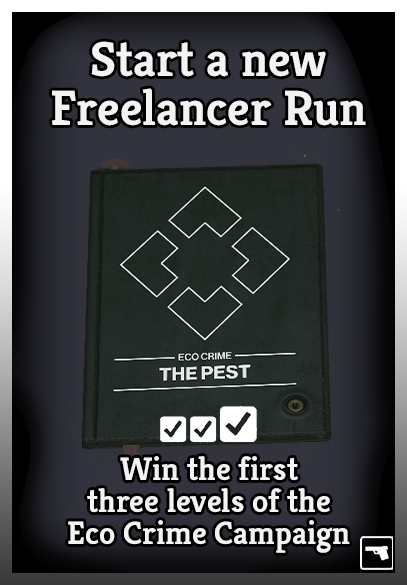 Start a new
Freelancer Run
ECO CRIME
THE PEST
Win the first
three levels of the
Eco Crime Campaign